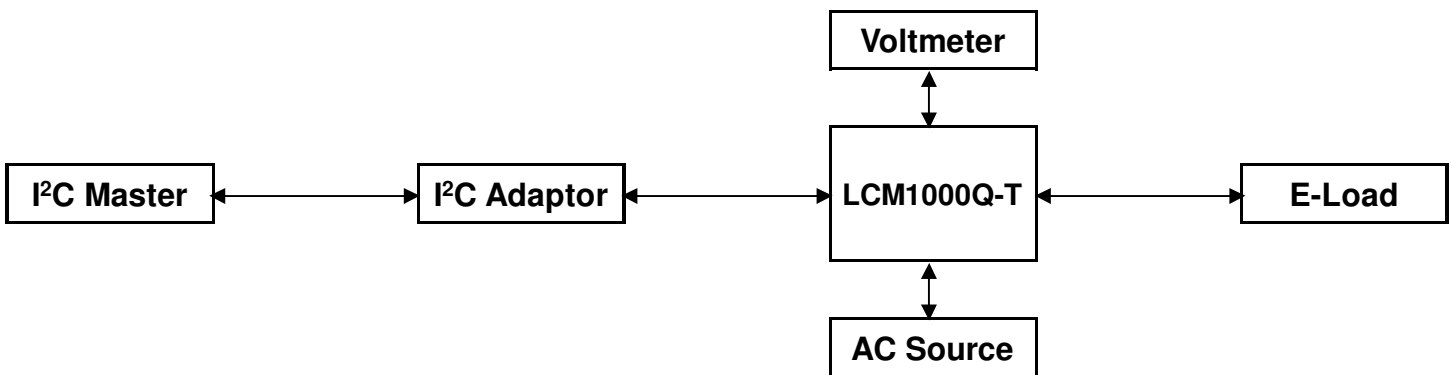 Voltmeter
I²C Master
I²C Adaptor
LCM1000Q-T
E-Load
AC Source